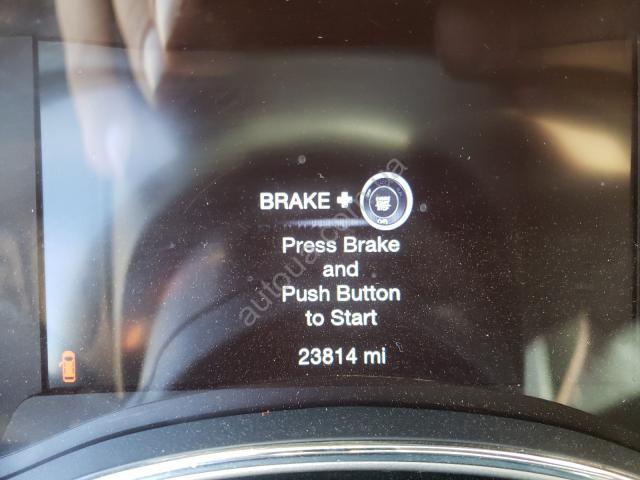 BRAKE +
Press Brake
and
Push Button
to Start
23814 mi